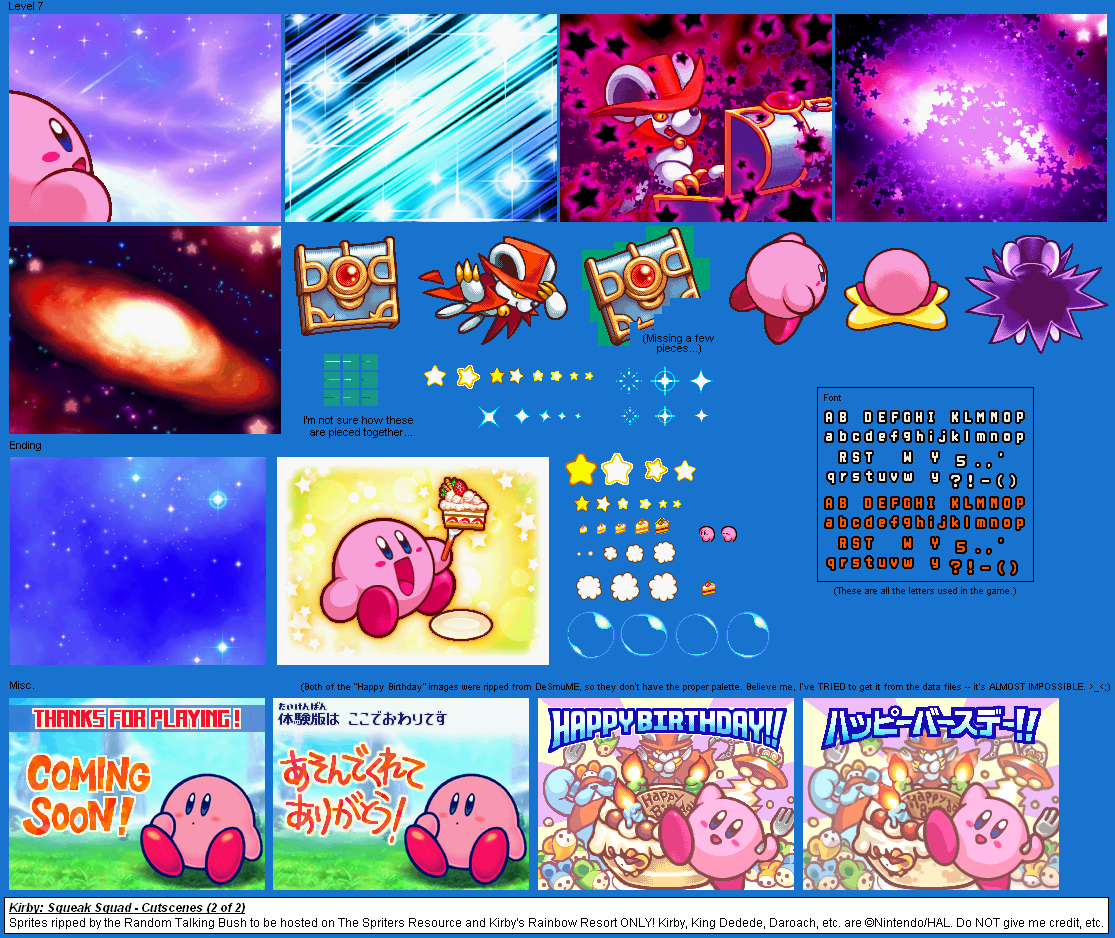 Level 7
(Missing a few
pieces...)
I'm not sure how these
are pieced together...
Font
AB DEFGHI KLMNOP
abcdefghijklmnop
RST W Y 5..'
qrstuvw y ?!-()
AB DEFGHI KLMNOP
abcdefghijklmnop
RST W Y 5..'
qrstuvw y ?!-()
(These are all the letters used in the game.)
Ending
Misc.
(Both of the "Happy Birthday" images were ripped from DeSmuME, so they don't have the proper palette. Believe me, I've TRIED to get it from the data files -- it's ALMOST IMPOSSIBLE. >_<;)
THANKS FOR PLAYING!
COMING
SOON!
たいけんばん
体験版は ここでおわりです
あそんでくれて
ありがとう!
HAPPY BIRTHDAY!!
Happy
ハッピーバースデー!!
Happy
Kirby: Squeak Squad - Cutscenes (2 of 2)
Sprites ripped by the Random Talking Bush to be hosted on The Spriters Resource and Kirby's Rainbow Resort ONLY! Kirby, King Dedede, Daroach, etc. are ©Nintendo/HAL. Do NOT give me credit, etc.